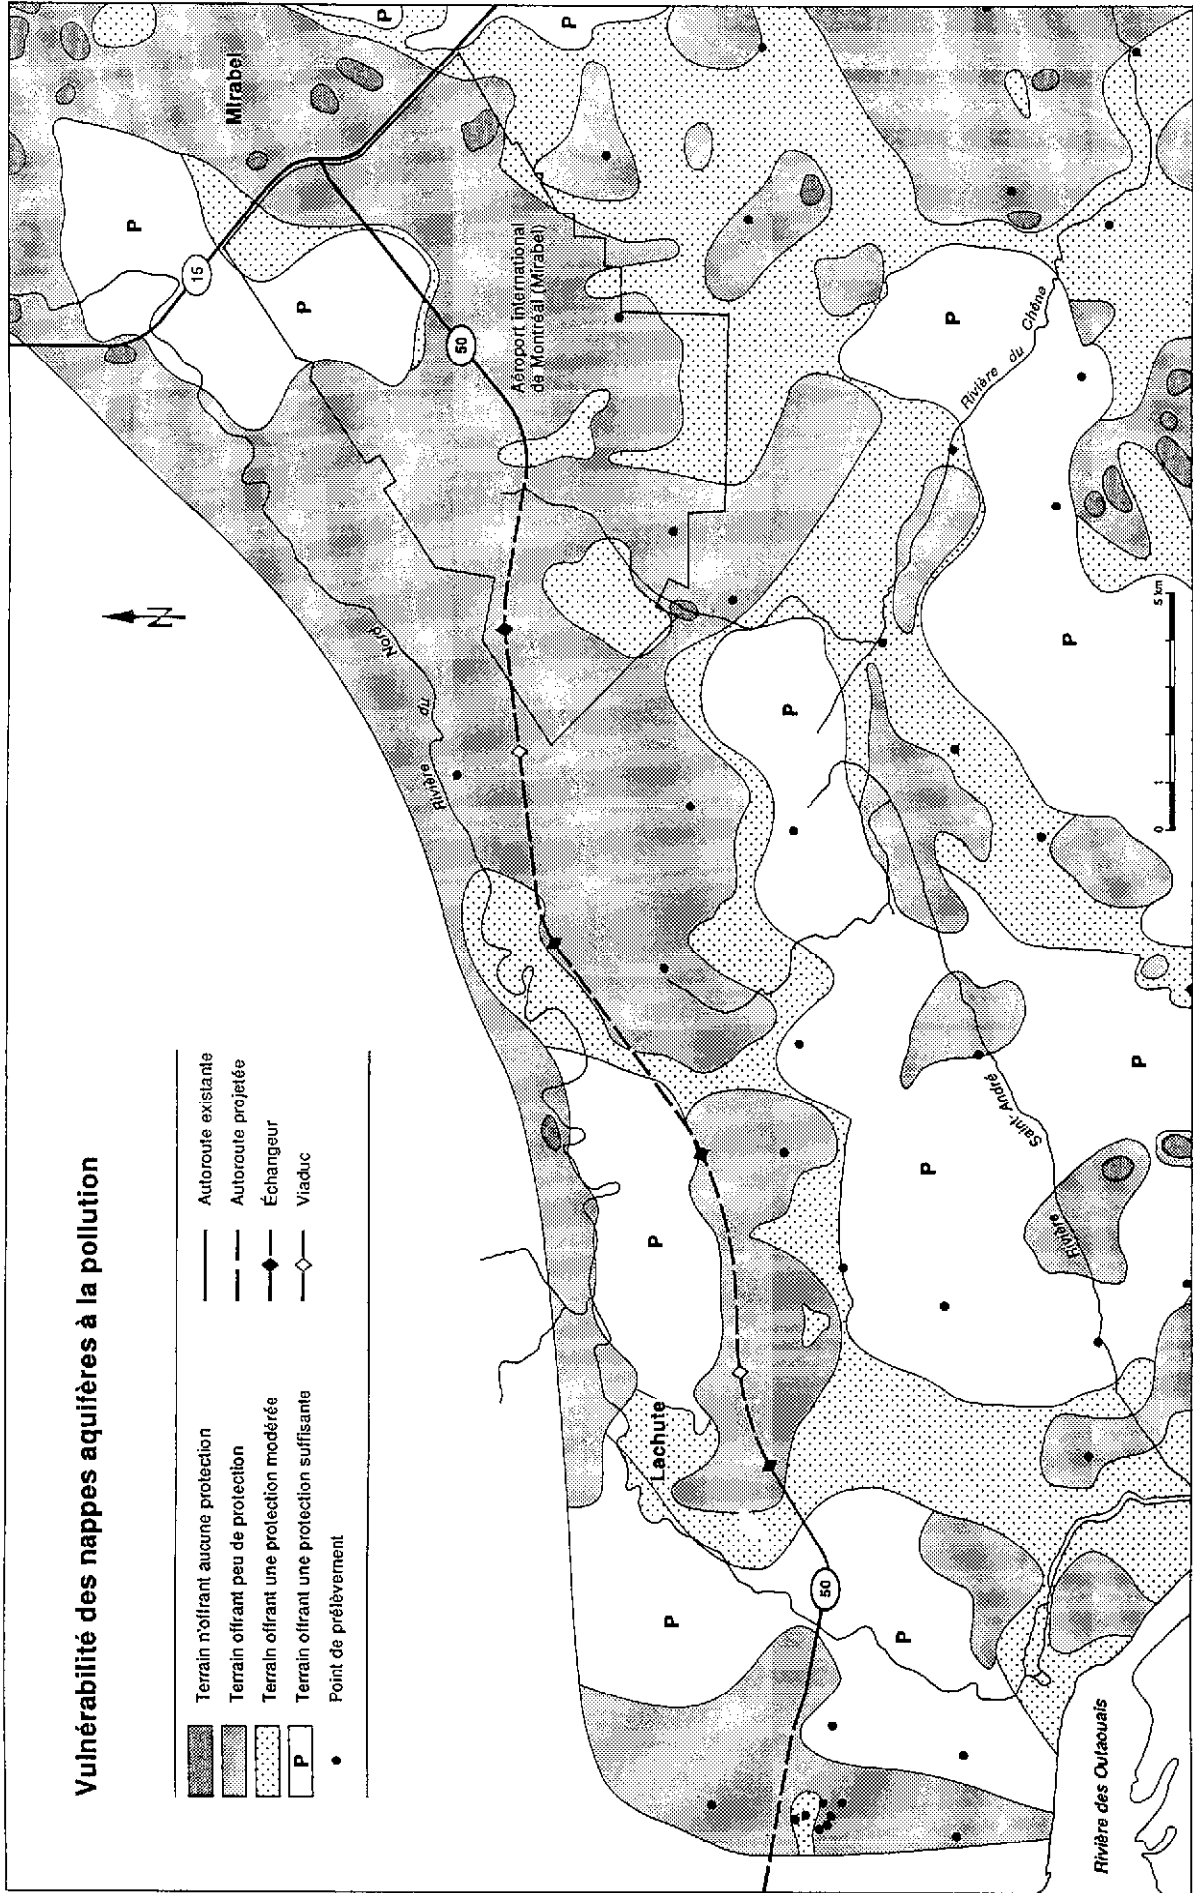 Vulnérabilité des nappes aquifères à la pollution
Terrain n'offrant aucune protection
Terrain offrant peu de protection
Terrain offrant une protection modérée
P
Terrain offrant une protection suffisante
Point de prélèvement
Autoroute existante
Autoroute projetée
Échangeur
Viaduc
N
Mirabel
P
P
P
P
15
50
Aéroport International
de Montréal (Mirabel)
Rivière du Nord
P
Rivière du Chêne
P
P
0 1 5 km
P
P
P
Rivière Saint-André
Lachute
50
P
P
Rivière des Outaouais